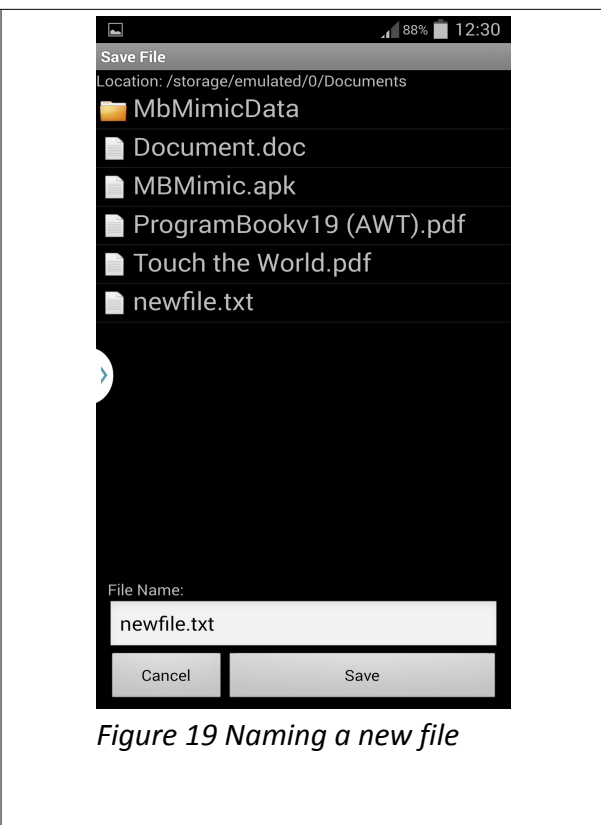 88% 12:30
Save File
Location: /storage/emulated/0/Documents
MbMimicData
Document.doc
MBMimic.apk
ProgramBookv19 (AWT).pdf
Touch the World.pdf
newfile.txt
File Name:
newfile.txt
Cancel Save
Figure 19 Naming a new file